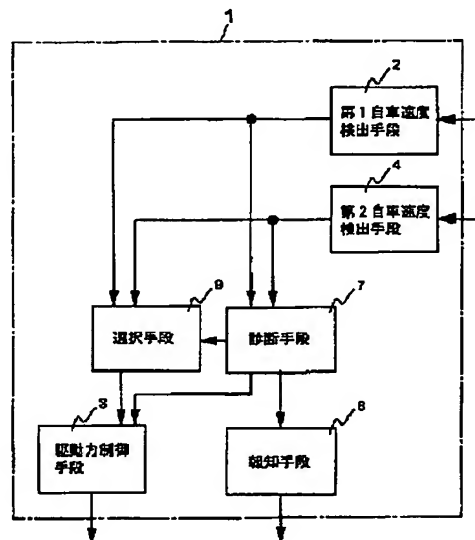 1
2
第1自車速度
検出手段
4
第2自車速度
検出手段
9
選択手段
7
診断手段
3
駆動力制御
手段
8
報知手段